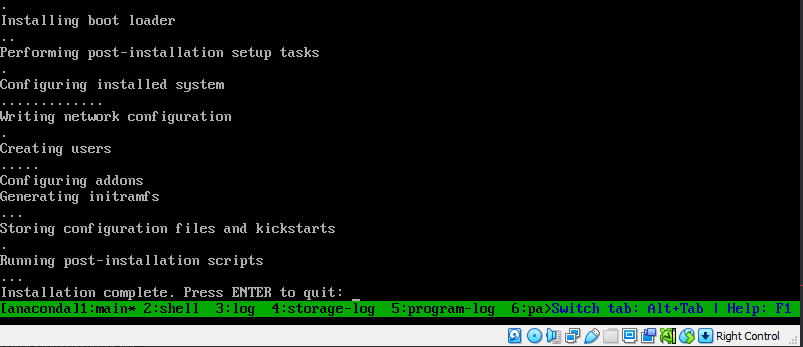 .
Installing boot loader
..
Performing post-installation setup tasks
.
Configuring installed system
.............
Writing network configuration
.
Creating users
.....
Configuring addons
Generating initramfs
...
Storing configuration files and kickstarts
.
Running post-installation scripts
...
Installation complete. Press ENTER to quit: _
[anaconda]1:main* 2:shell  3:log  4:storage-log  5:program-log  6:pa>Switch tab: Alt+Tab | Help: F1
Right Control